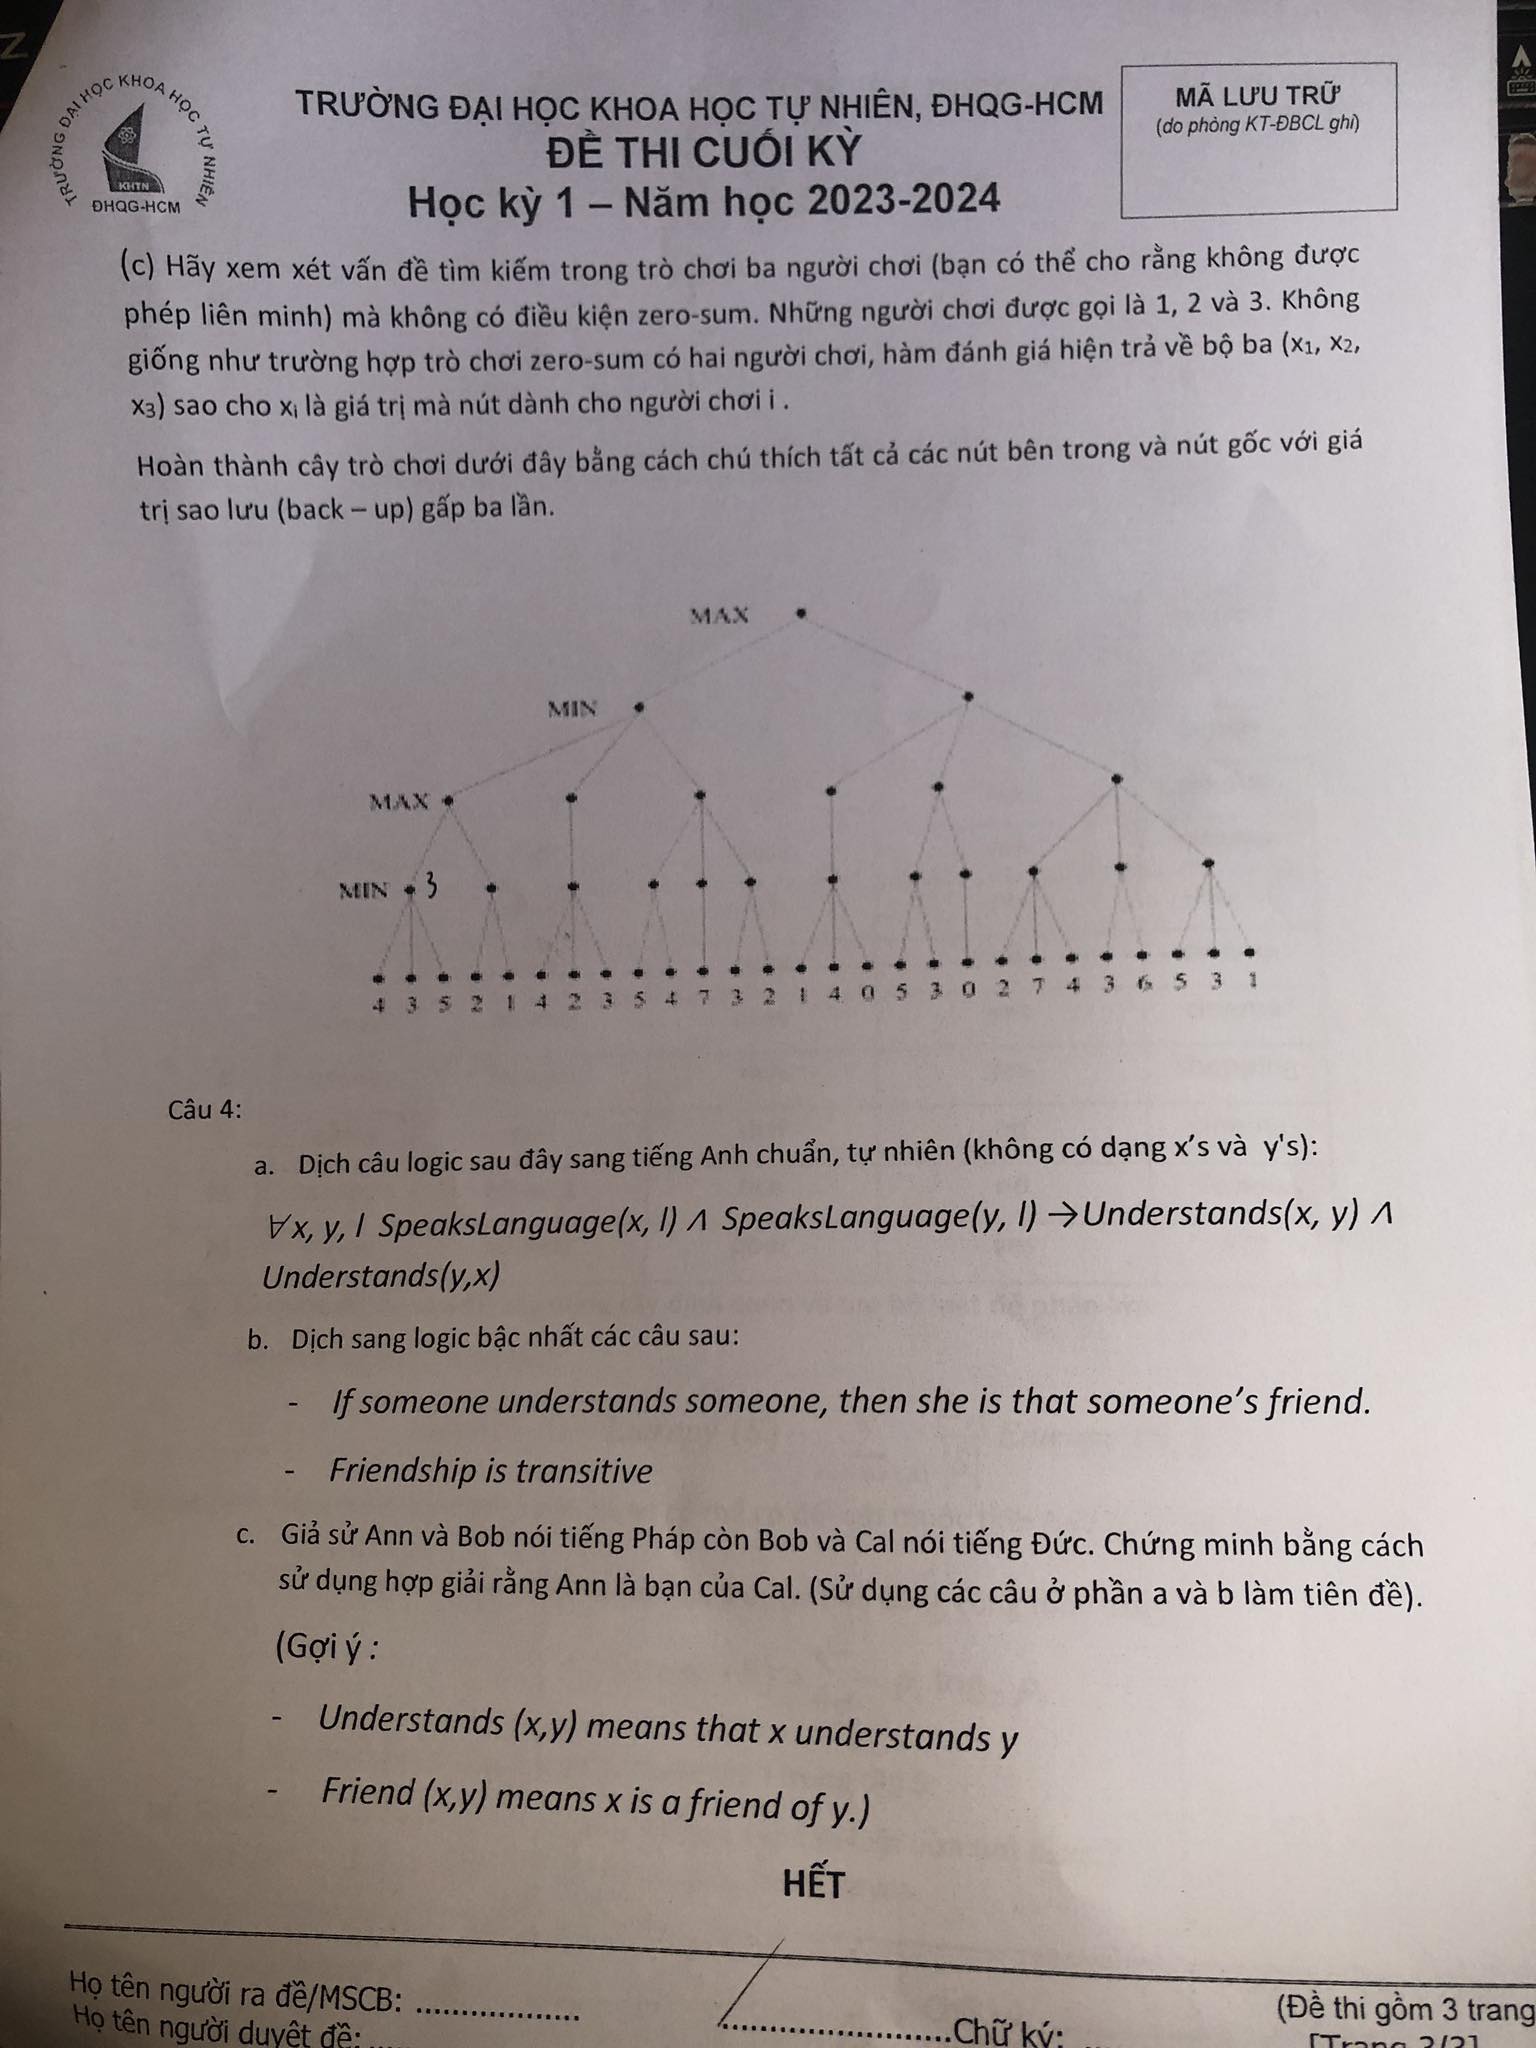 TRƯỜNG ĐẠI HỌC KHOA HỌC TỰ NHIÊN
KHTN
ĐHQG-HCM
TRƯỜNG ĐẠI HỌC KHOA HỌC TỰ NHIÊN, ĐHQG-HCM
ĐỀ THI CUỐI KỲ
Học kỳ 1 – Năm học 2023-2024
MÃ LƯU TRỮ
(do phòng KT-ĐBCL ghi)
(c) Hãy xem xét vấn đề tìm kiếm trong trò chơi ba người chơi (bạn có thể cho rằng không được
phép liên minh) mà không có điều kiện zero-sum. Những người chơi được gọi là 1, 2 và 3. Không
giống như trường hợp trò chơi zero-sum có hai người chơi, hàm đánh giá hiện trả về bộ ba (x1, x2,
x3) sao cho xi là giá trị mà nút dành cho người chơi i .
Hoàn thành cây trò chơi dưới đây bằng cách chú thích tất cả các nút bên trong và nút gốc với giá
trị sao lưu (back – up) gấp ba lần.
MAX
MIN
MAX
MIN 3
4 3 5 2 1 4 2 3 5 4 7 3 2 1 4 0 5 3 0 2 7 4 3 6 5 3 1
Câu 4:
a. Dịch câu logic sau đây sang tiếng Anh chuẩn, tự nhiên (không có dạng x’s và y's):
∀x, y, l SpeaksLanguage(x, l) Λ SpeaksLanguage(y, l) →Understands(x, y) Λ
Understands(y,x)
b. Dịch sang logic bậc nhất các câu sau:
- If someone understands someone, then she is that someone’s friend.
- Friendship is transitive
c. Giả sử Ann và Bob nói tiếng Pháp còn Bob và Cal nói tiếng Đức. Chứng minh bằng cách
sử dụng hợp giải rằng Ann là bạn của Cal. (Sử dụng các câu ở phần a và b làm tiên đề).
(Gợi ý :
- Understands (x,y) means that x understands y
- Friend (x,y) means x is a friend of y.)
HẾT
Họ tên người ra đề/MSCB: ....................
(Đề thi gồm 3 trang
Họ tên người duyệt đề: .... ..........................Chữ ký: ...